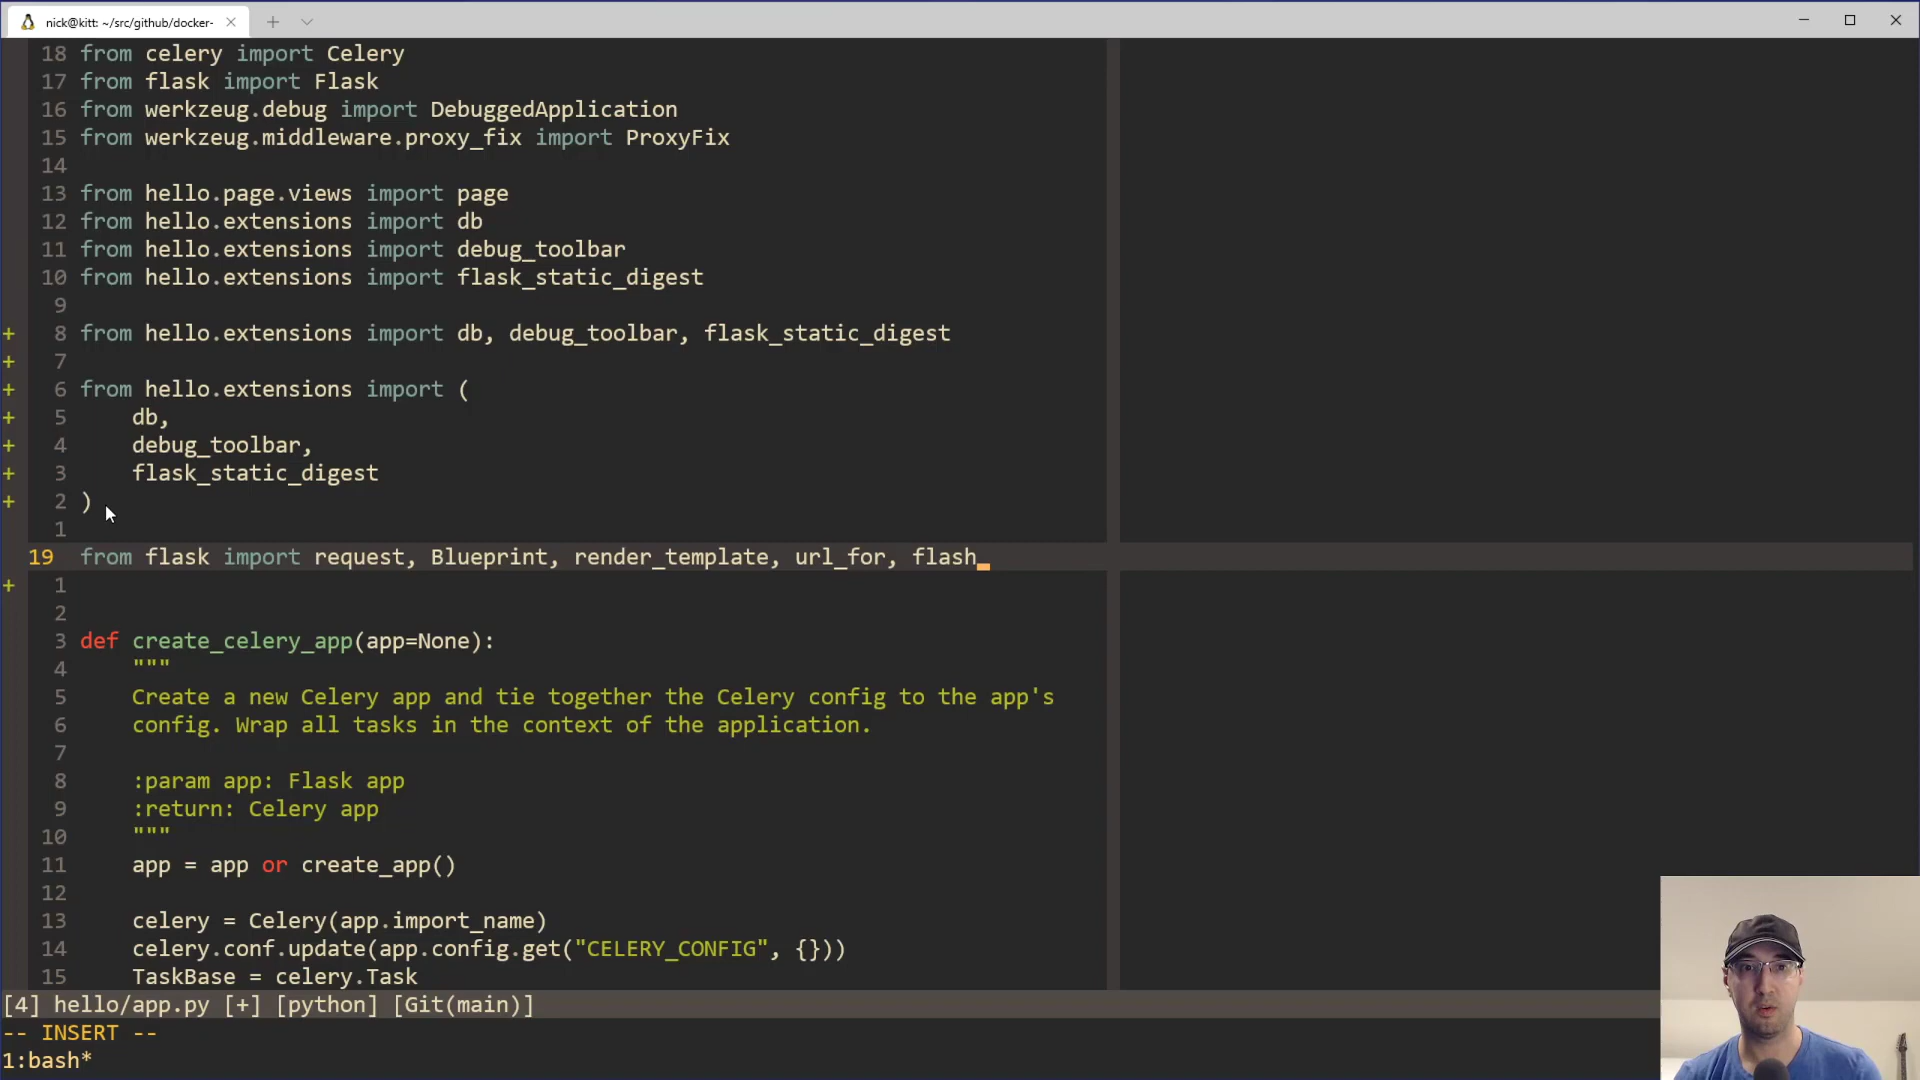 nick@kitt: ~/src/github/docker-
18 from celery import Celery
17 from flask import Flask
16 from werkzeug.debug import DebuggedApplication
15 from werkzeug.middleware.proxy_fix import ProxyFix
14
13 from hello.page.views import page
12 from hello.extensions import db
11 from hello.extensions import debug_toolbar
10 from hello.extensions import flask_static_digest
9
+ 8 from hello.extensions import db, debug_toolbar, flask_static_digest
+ 7
+ 6 from hello.extensions import (
+ 5 db,
+ 4 debug_toolbar,
+ 3 flask_static_digest
+ 2 )
1
19 from flask import request, Blueprint, render_template, url_for, flash
+ 1
2
3 def create_celery_app(app=None):
4 """
5 Create a new Celery app and tie together the Celery config to the app's
6 config. Wrap all tasks in the context of the application.
7
8 :param app: Flask app
9 :return: Celery app
10 """
11 app = app or create_app()
12
13 celery = Celery(app.import_name)
14 celery.conf.update(app.config.get("CELERY_CONFIG", {}))
15 TaskBase = celery.Task
[4] hello/app.py [+] [python] [Git(main)]
-- INSERT --
1:bash*